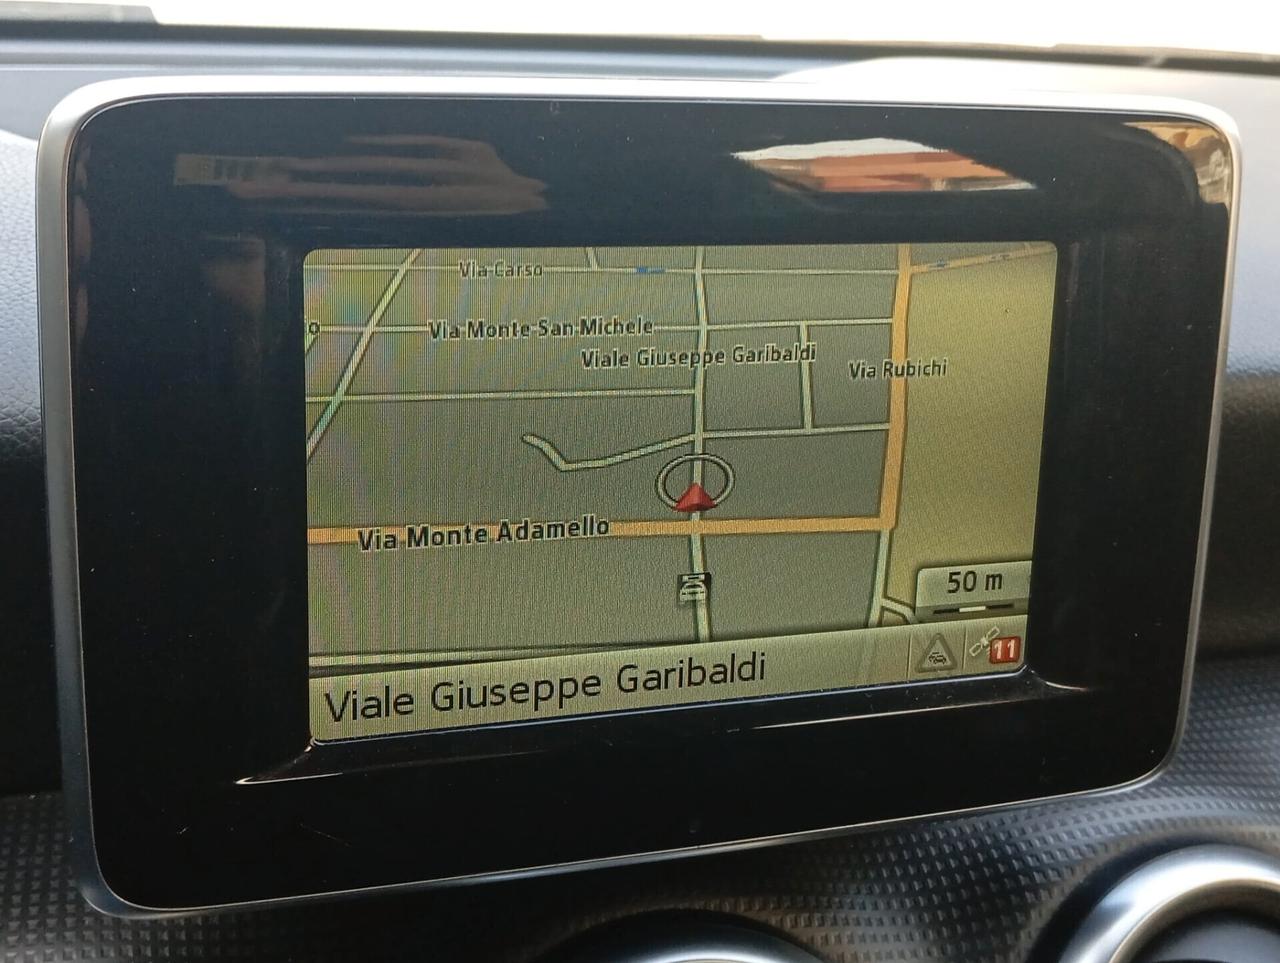 Via Carso
o
Via Monte San Michele
Viale Giuseppe Garibaldi
Via Rubichi
Via Monte Adamello
50 m
Viale Giuseppe Garibaldi
11